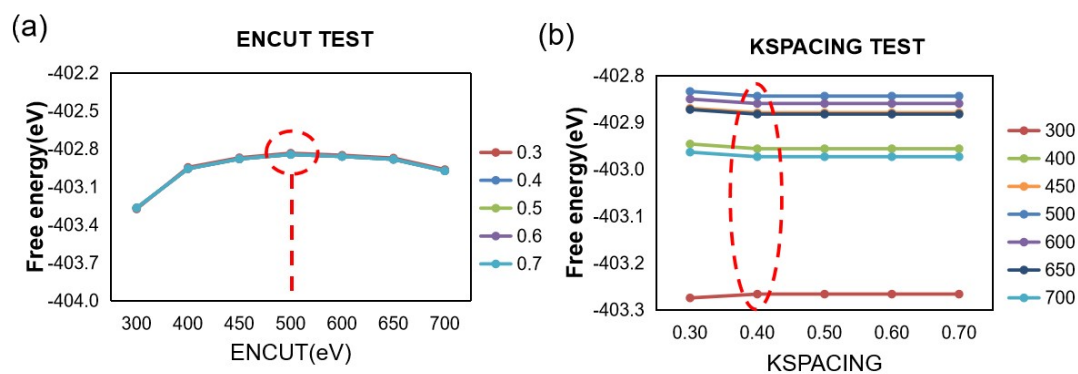 (a)
ENCUT TEST
Free energy(eV)
-402.2
-402.5
-402.8
-403.1
-403.4
-403.7
-404.0
300 400 450 500 600 650 700
ENCUT(eV)
0.3
0.4
0.5
0.6
0.7
(b)
KSPACING TEST
Free energy(eV)
-402.8
-402.9
-403.0
-403.1
-403.2
-403.3
0.30 0.40 0.50 0.60 0.70
KSPACING
300
400
450
500
600
650
700